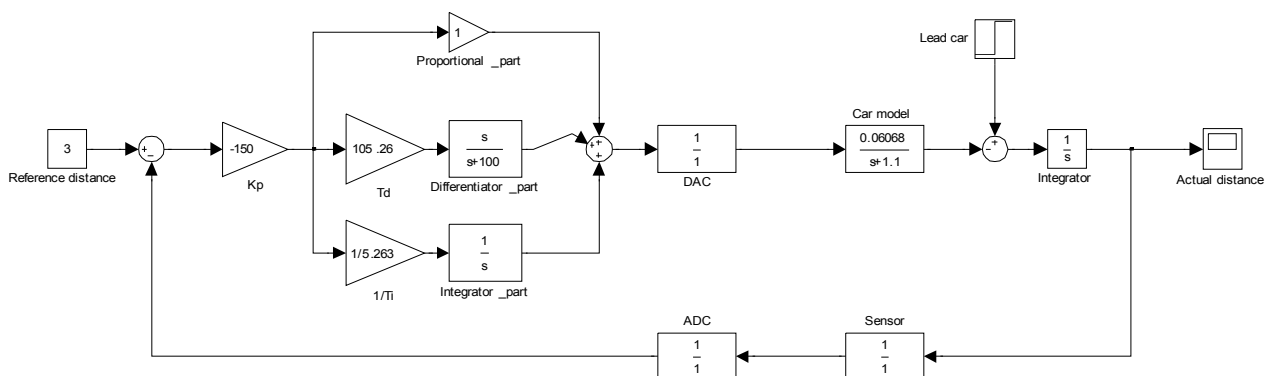 Lead car
1
Proportional _part
Car model
3
+
−
-150
105 .26
s
s+100
+
+
+
1
1
0.06068
s+1.1
−
+
1
s
Reference distance
Kp
Td
Differentiator _part
DAC
Integrator
Actual distance
1/5.263
1
s
1/Ti
Integrator _part
ADC
Sensor
1
1
1
1